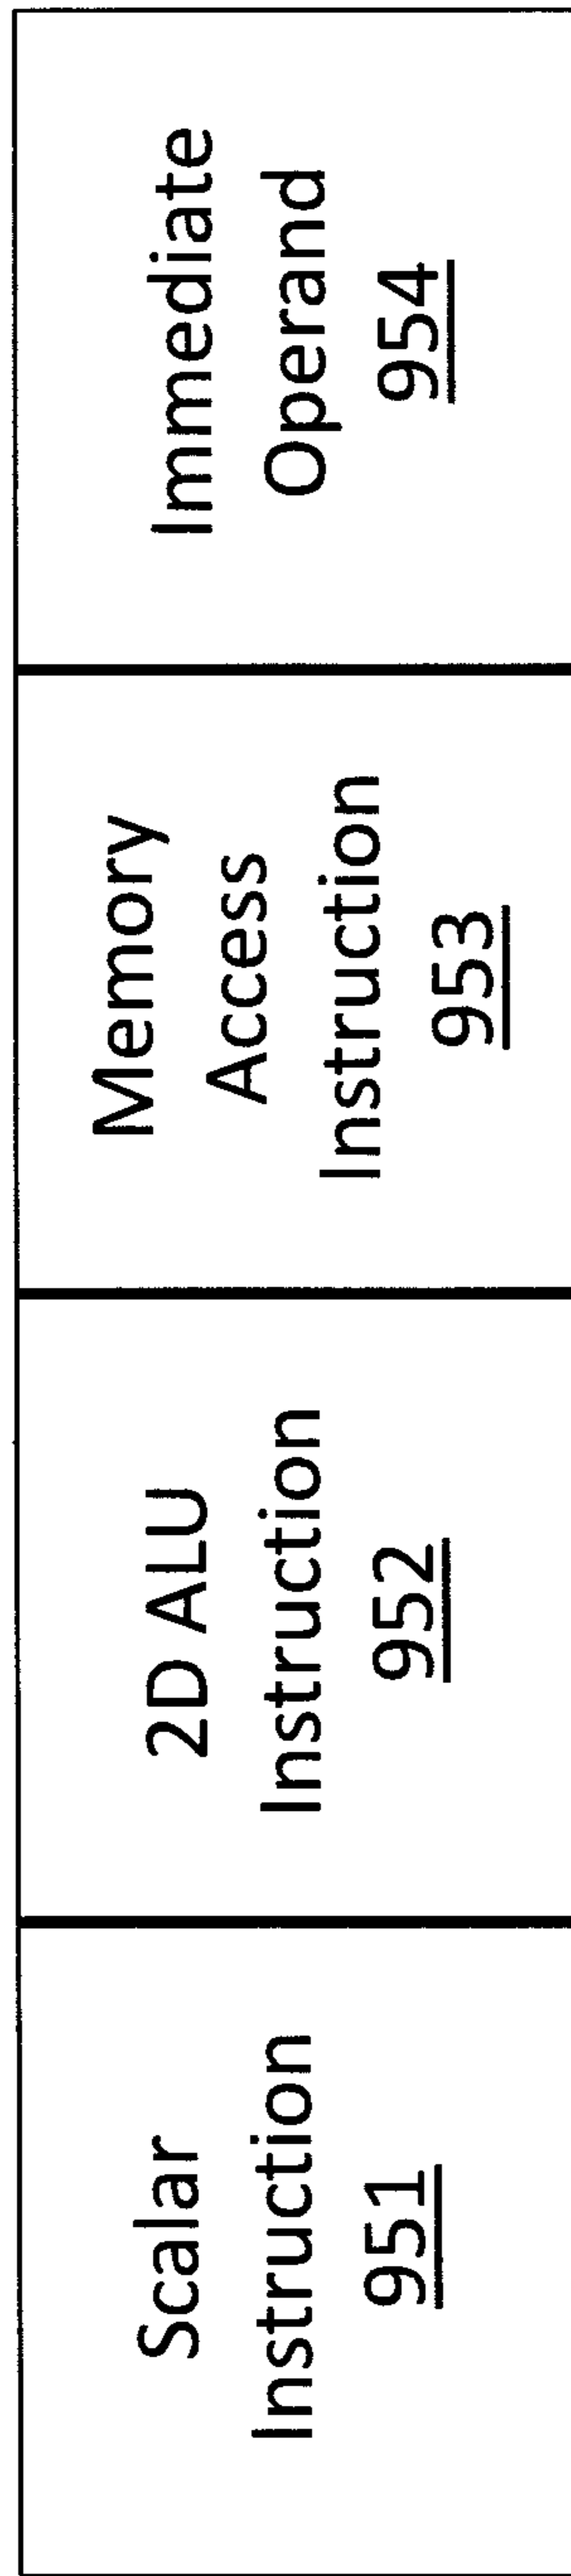 Scalar
Instruction
951
2D ALU
Instruction
952
Memory
Access
Instruction
953
Immediate
Operand
954